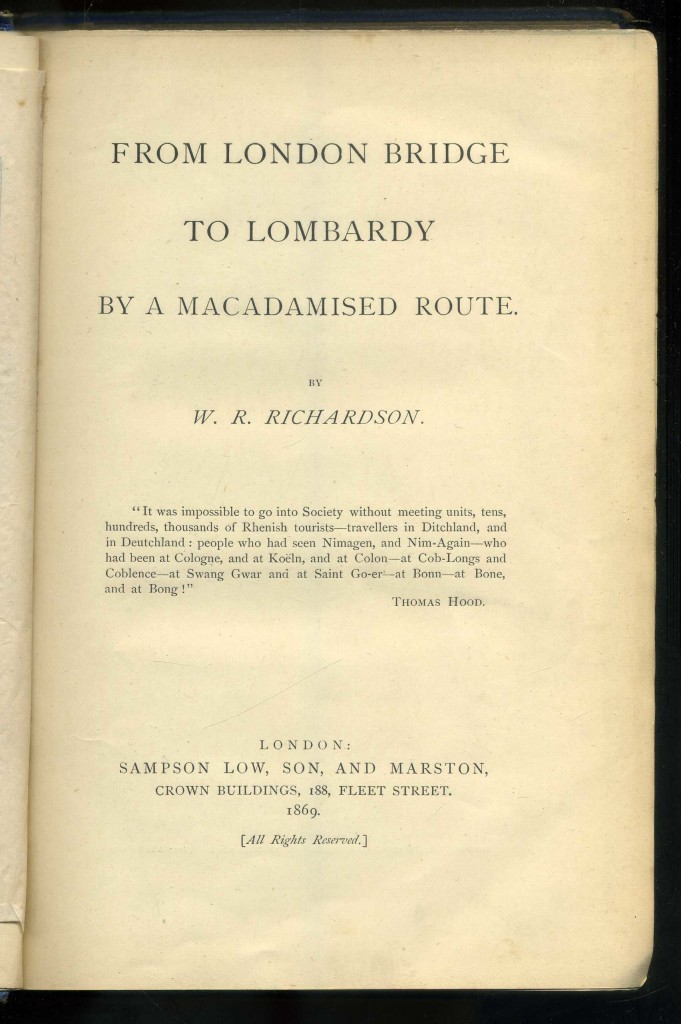 FROM LONDON BRIDGE
TO LOMBARDY
BY A MACADAMISED ROUTE.
BY
W. R. RICHARDSON.
"It was impossible to go into Society without meeting units, tens,
hundreds, thousands of Rhenish tourists—travellers in Ditchland, and
in Deutchland : people who had seen Nimagen, and Nim-Again—who
had been at Cologne, and at Koëln, and at Colon—at Cob-Longs and
Coblence—at Swang Gwar and at Saint Go-er—at Bonn—at Bone,
and at Bong !"
THOMAS HOOD.
LONDON:
SAMPSON LOW, SON, AND MARSTON,
CROWN BUILDINGS, 188, FLEET STREET.
1869.
[All Rights Reserved.]